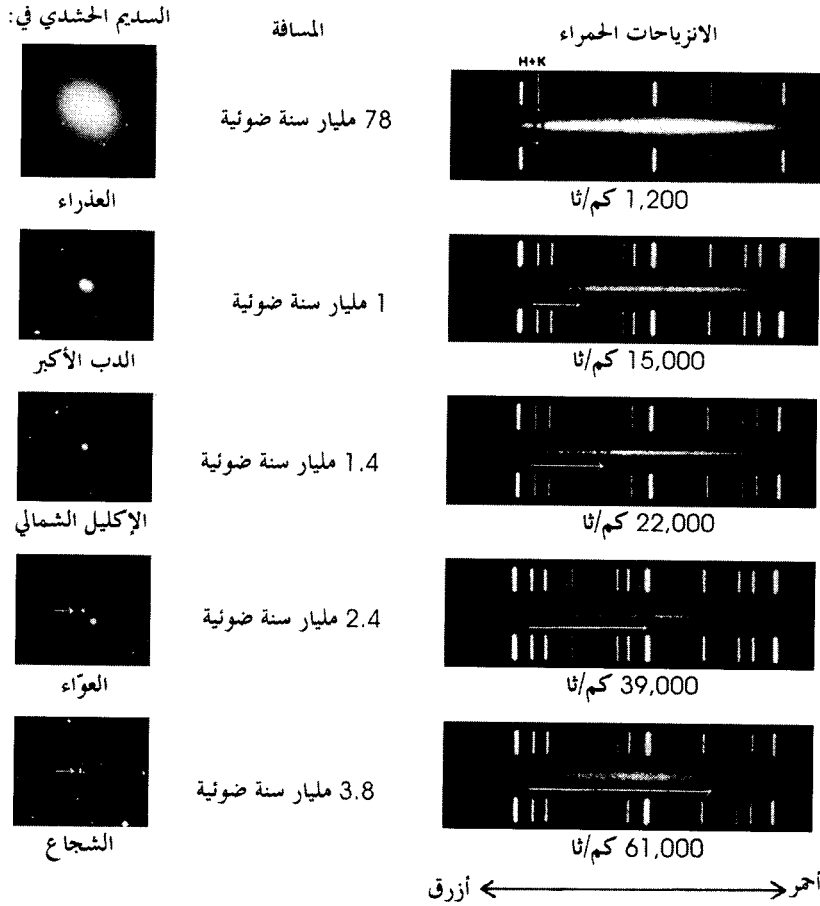 السديم الحشدي في:
المسافة
الانزياحات الحمراء
H+K
78 مليار سنة ضوئية
العذراء
1,200 كم/ثا
1 مليار سنة ضوئية
الدب الأكبر
15,000 كم/ثا
1.4 مليار سنة ضوئية
الإكليل الشمالي
22,000 كم/ثا
2.4 مليار سنة ضوئية
العوّاء
39,000 كم/ثا
3.8 مليار سنة ضوئية
الشجاع
61,000 كم/ثا
أحمر
أزرق